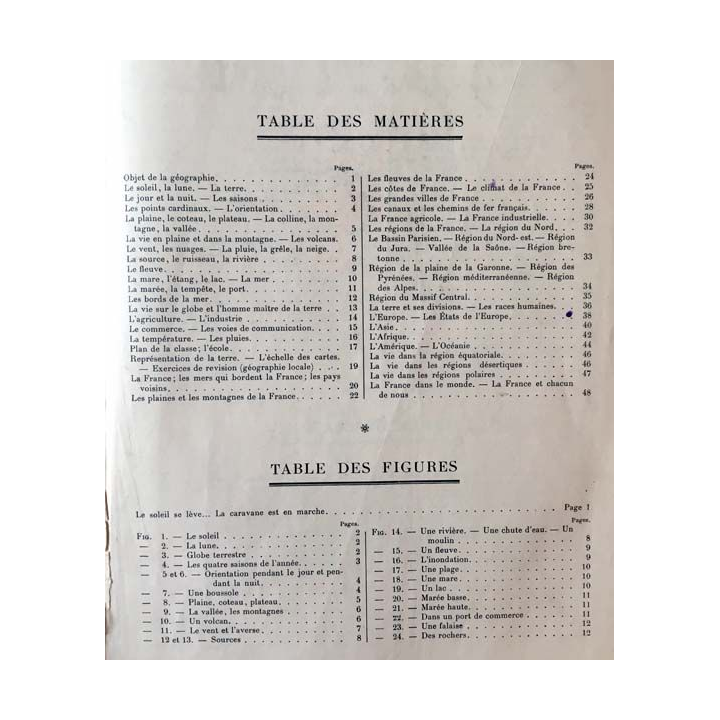 TABLE DES MATIÈRES
Pages.
Objet de la géographie. 1
Le soleil, la lune. — La terre. 2
Le jour et la nuit. — Les saisons 3
Les points cardinaux. — L'orientation. 4
La plaine, le coteau, le plateau. — La colline, la mon-
tagne, la vallée. 5
La vie en plaine et dans la montagne. — Les volcans. 6
Le vent, les nuages. — La pluie, la grêle, la neige. 7
La source, le ruisseau, la rivière 8
Le fleuve 9
La mare, l'étang, le lac. — La mer 10
La marée, la tempête, le port. 11
Les bords de la mer 12
La vie sur le globe et l'homme maître de la terre 13
L'agriculture. — L'industrie 14
Le commerce. — Les voies de communication. 15
La température. — Les pluies. 16
Plan de la classe; l'école. 17
Représentation de la terre. — L'échelle des cartes.
— Exercices de revision (géographie locale) 19
La France; les mers qui bordent la France; les pays
voisins. 20
Les plaines et les montagnes de la France. 22
Pages.
Les fleuves de la France 24
Les côtes de France. — Le climat de la France 25
Les grandes villes de France 26
Les canaux et les chemins de fer français. 28
La France agricole. — La France industrielle. 30
Les régions de la France. — La région du Nord. 32
Le Bassin Parisien. — Région du Nord-est. — Région
du Jura. — Vallée de la Saône. — Région bre-
tonne 33
Région de la plaine de la Garonne. — Région des
Pyrénées. — Région méditerranéenne. — Région
des Alpes. 34
Région du Massif Central. 35
La terre et ses divisions. — Les races humaines. 36
L'Europe. — Les États de l'Europe. 38
L'Asie. 40
L'Afrique. 42
L'Amérique. — L'Océanie 44
La vie dans la région équatoriale. 46
La vie dans les régions désertiques 46
La vie dans les régions polaires 47
La France dans le monde. — La France et chacun
de nous 48
TABLE DES FIGURES
Le soleil se lève... La caravane est en marche. Page 1
Pages.
FIG. 1. — Le soleil 2
— 2. — La lune. 2
— 3. — Globe terrestre 2
— 4. — Les quatre saisons de l'année. 3
— 5 et 6. — Orientation pendant le jour et pen-
dant la nuit. 4
— 7. — Une boussole 4
— 8. — Plaine, coteau, plateau. 5
— 9. — La vallée, les montagnes 6
— 10. — Un volcan. 6
— 11. — Le vent et l'averse 7
— 12 et 13. — Sources 8
Pages.
FIG. 14. — Une rivière. — Une chute d'eau. — Un
moulin 8
— 15. — Un fleuve. 9
— 16. — L'inondation. 9
— 17. — Une plage. 10
— 18. — Une mare 10
— 19. — Un lac 10
— 20. — Marée basse. 11
— 21. — Marée haute. 11
— 22. — Dans un port de commerce 11
— 23. — Une falaise 12
— 24. — Des rochers. 12